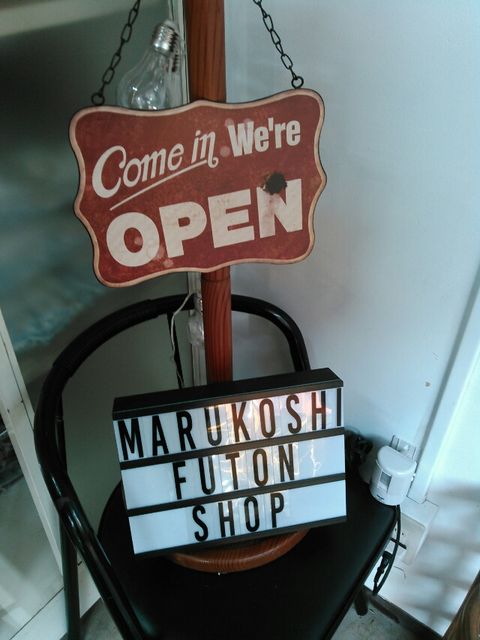 Come in We're
OPEN
MARUKOSHI
FUTON
SHOP